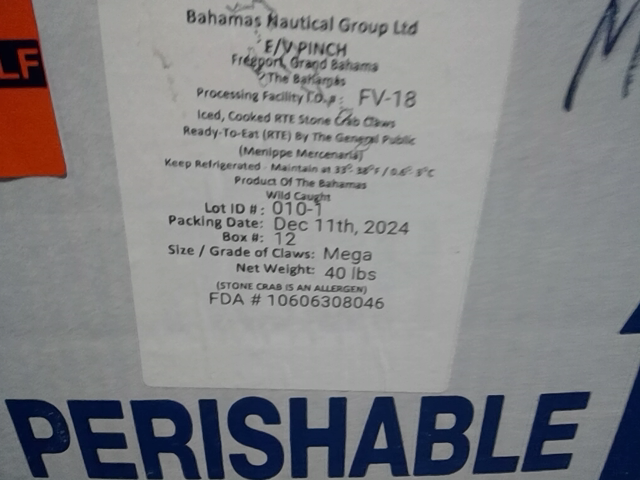 Bahamas Nautical Group Ltd
F/V PINCH
Freeport, Grand Bahama
The Bahamas
Processing Facility I.D. #: FV-18
Iced, Cooked RTE Stone Crab Claws
Ready-To-Eat (RTE) By The General Public
(Menippe Mercenaria)
Keep Refrigerated - Maintain at 33°- 38°F / 0.6°- 3°C
Product Of The Bahamas
Wild Caught
Lot ID #: 010-1
Packing Date: Dec 11th, 2024
Box #: 12
Size / Grade of Claws: Mega
Net Weight: 40 lbs
(STONE CRAB IS AN ALLERGEN)
FDA # 10606308046
LF
PERISHABLE